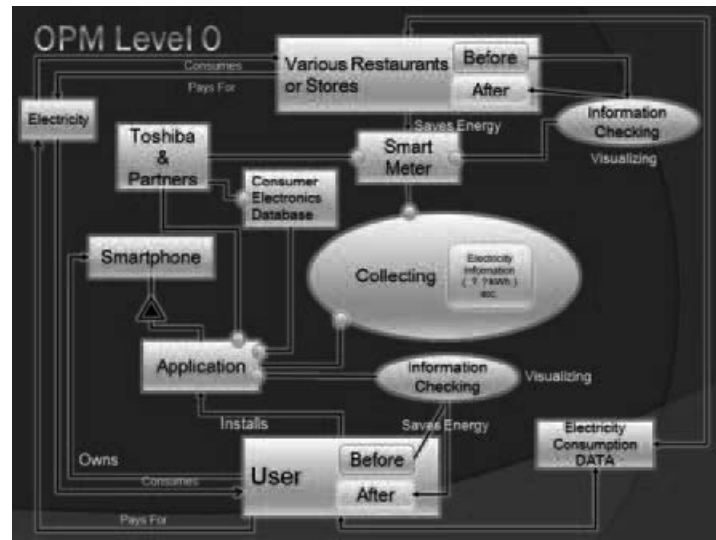 OPM Level 0
Consumes
Pays For
Various Restaurants
or Stores
Before
After
Electricity
Information
Checking
Visualizing
Toshiba
&
Partners
Saves Energy
Smart
Meter
Consumer
Electronics
Database
Smartphone
Collecting
Electricity
Information
( ? ?kWh )
etc.
Application
Information
Checking
Visualizing
Installs
Saves Energy
Electricity
Consumption
DATA
Owns
User
Before
After
Consumes
Pays For